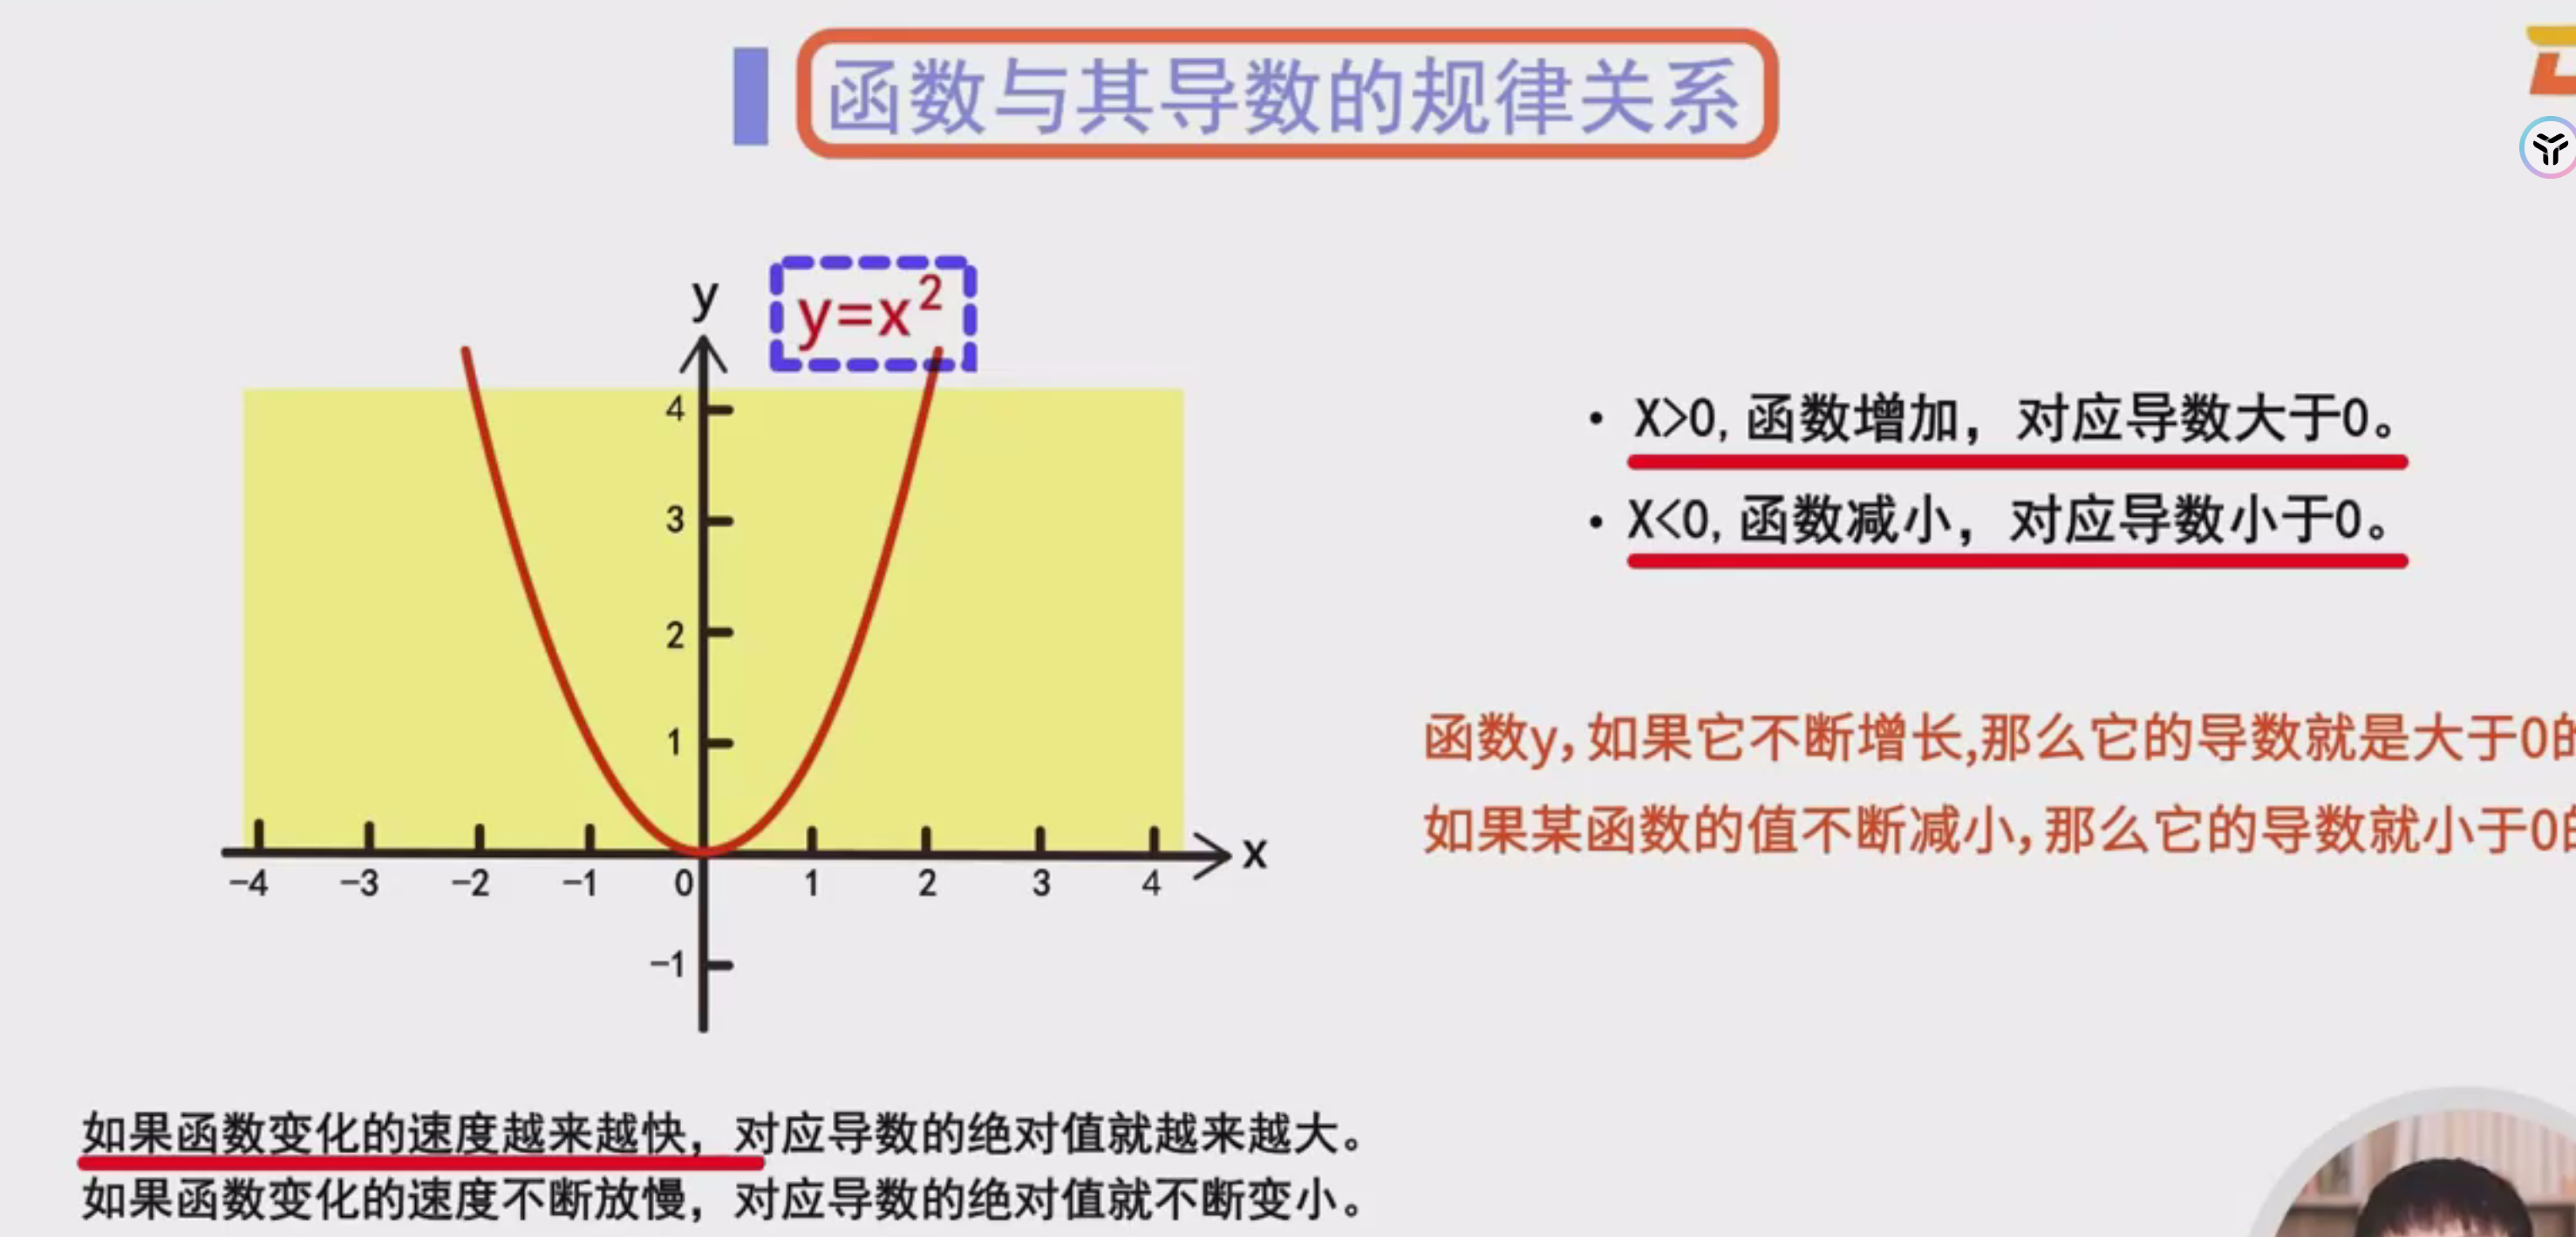 函数与其导数的规律关系
y=x²
y
4
3
2
1
-4 -3 -2 -1 0 1 2 3 4 x
-1
• X>0, 函数增加，对应导数大于0。
• X<0, 函数减小，对应导数小于0。
函数y,如果它不断增长,那么它的导数就是大于0的
如果某函数的值不断减小,那么它的导数就小于0的
如果函数变化的速度越来越快，对应导数的绝对值就越来越大。
如果函数变化的速度不断放慢，对应导数的绝对值就不断变小。